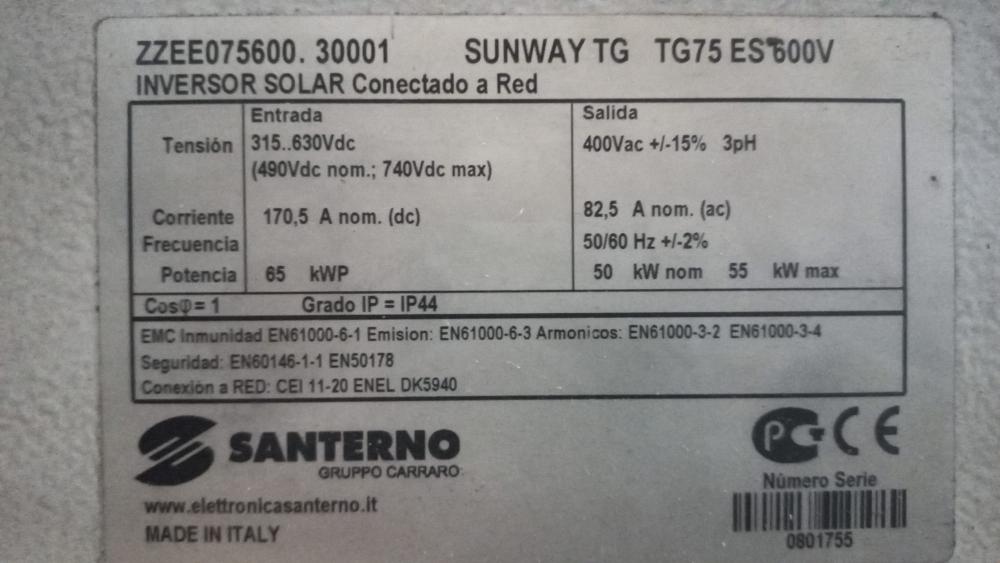 ZZEE075600. 30001 SUNWAY TG TG75 ES 600V
INVERSOR SOLAR Conectado a Red
Entrada Salida
Tensión 315..630Vdc 400Vac +/-15% 3pH
(490Vdc nom.; 740Vdc max)
Corriente 170,5 A nom. (dc) 82,5 A nom. (ac)
Frecuencia 50/60 Hz +/-2%
Potencia 65 kWP 50 kW nom 55 kW max
CosΦ= 1 Grado IP = IP44
EMC Inmunidad EN61000-6-1 Emision: EN61000-6-3 Armonicos: EN61000-3-2 EN61000-3-4
Seguridad: EN60146-1-1 EN50178
Conexión a RED: CEI 11-20 ENEL DK5940
SANTERNO
GRUPPO CARRARO
PCT CE
Número Serie
www.elettronicasanterno.it
MADE IN ITALY
0801755